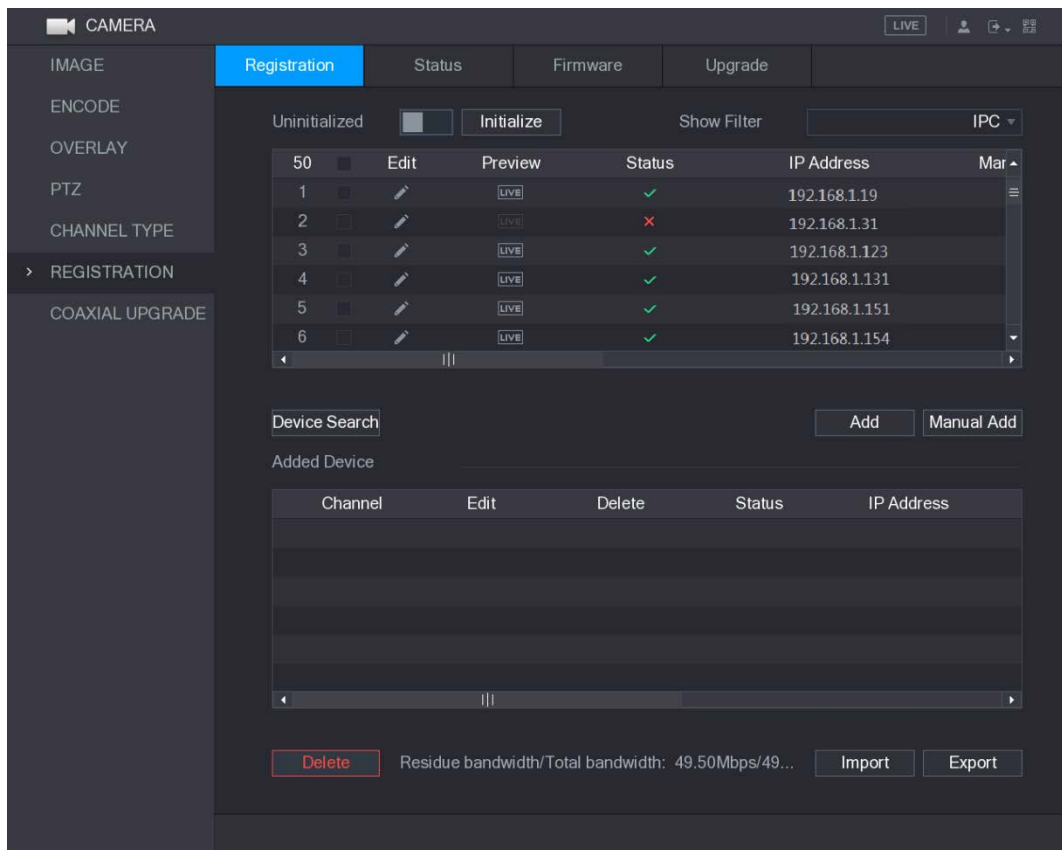 CAMERA LIVE
IMAGE
ENCODE
OVERLAY
PTZ
CHANNEL TYPE
> REGISTRATION
COAXIAL UPGRADE
Registration Status Firmware Upgrade
Uninitialized Initialize Show Filter IPC
50 Edit Preview Status IP Address Mar
1 LIVE 192.168.1.19
2 LIVE 192.168.1.31
3 LIVE 192.168.1.123
4 LIVE 192.168.1.131
5 LIVE 192.168.1.151
6 LIVE 192.168.1.154
Device Search Add Manual Add
Added Device
Channel Edit Delete Status IP Address
Delete Residue bandwidth/Total bandwidth: 49.50Mbps/49... Import Export